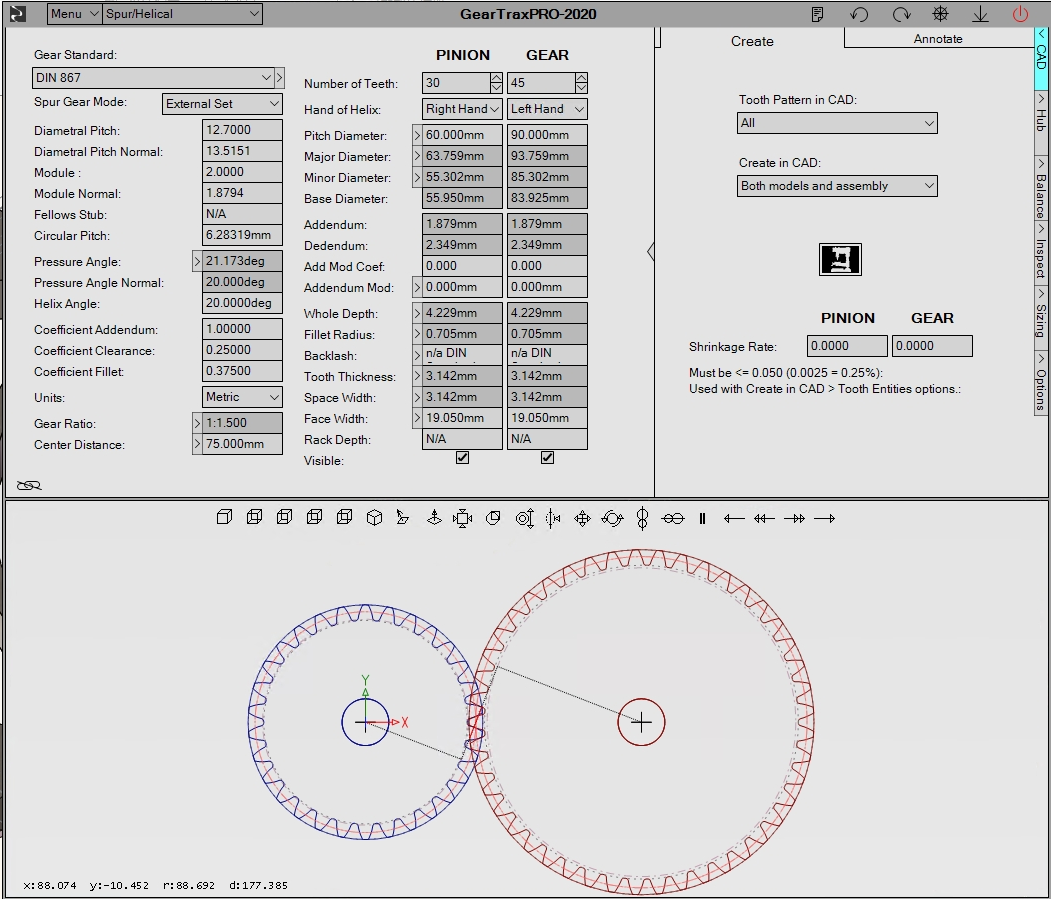 Menu Spur/Helical GearTraxPRO-2020
Gear Standard:
DIN 867
Spur Gear Mode: External Set
Diametral Pitch: 12.7000
Diametral Pitch Normal: 13.5151
Module : 2.0000
Module Normal: 1.8794
Fellows Stub: N/A
Circular Pitch: 6.28319mm
Pressure Angle: 21.173deg
Pressure Angle Normal: 20.000deg
Helix Angle: 20.0000deg
Coefficient Addendum: 1.00000
Coefficient Clearance: 0.25000
Coefficient Fillet: 0.37500
Units: Metric
Gear Ratio: 1:1.500
Center Distance: 75.000mm
PINION GEAR
Number of Teeth: 30 45
Hand of Helix: Right Hand Left Hand
Pitch Diameter: 60.000mm 90.000mm
Major Diameter: 63.759mm 93.759mm
Minor Diameter: 55.302mm 85.302mm
Base Diameter: 55.950mm 83.925mm
Addendum: 1.879mm 1.879mm
Dedendum: 2.349mm 2.349mm
Add Mod Coef: 0.000 0.000
Addendum Mod: 0.000mm 0.000mm
Whole Depth: 4.229mm 4.229mm
Fillet Radius: 0.705mm 0.705mm
Backlash: n/a DIN n/a DIN
Tooth Thickness: 3.142mm 3.142mm
Space Width: 3.142mm 3.142mm
Face Width: 19.050mm 19.050mm
Rack Depth: N/A N/A
Visible:
Create Annotate
Tooth Pattern in CAD:
All
Create in CAD:
Both models and assembly
PINION GEAR
Shrinkage Rate: 0.0000 0.0000
Must be <= 0.050 (0.0025 = 0.25%):
Used with Create in CAD > Tooth Entities options.:
CAD
Hub
Balance
Inspect
Sizing
Options
Y
X
x:88.074 y:-10.452 r:88.692 d:177.385